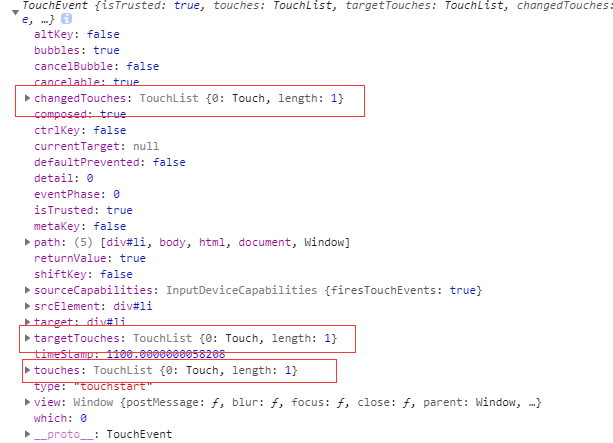 TouchEvent {isTrusted: true, touches: TouchList, targetTouches: TouchList, changedTouches:
e, …} i
altKey: false
bubbles: true
cancelBubble: false
cancelable: true
changedTouches: TouchList {0: Touch, length: 1}
composed: true
ctrlKey: false
currentTarget: null
defaultPrevented: false
detail: 0
eventPhase: 0
isTrusted: true
metaKey: false
path: (5) [div#li, body, html, document, Window]
returnValue: true
shiftKey: false
sourceCapabilities: InputDeviceCapabilities {firesTouchEvents: true}
srcElement: div#li
target: div#li
targetTouches: TouchList {0: Touch, length: 1}
timeStamp: 1100.0000000058208
touches: TouchList {0: Touch, length: 1}
type: "touchstart"
view: Window {postMessage: ƒ, blur: ƒ, focus: ƒ, close: ƒ, parent: Window, …}
which: 0
__proto__: TouchEvent